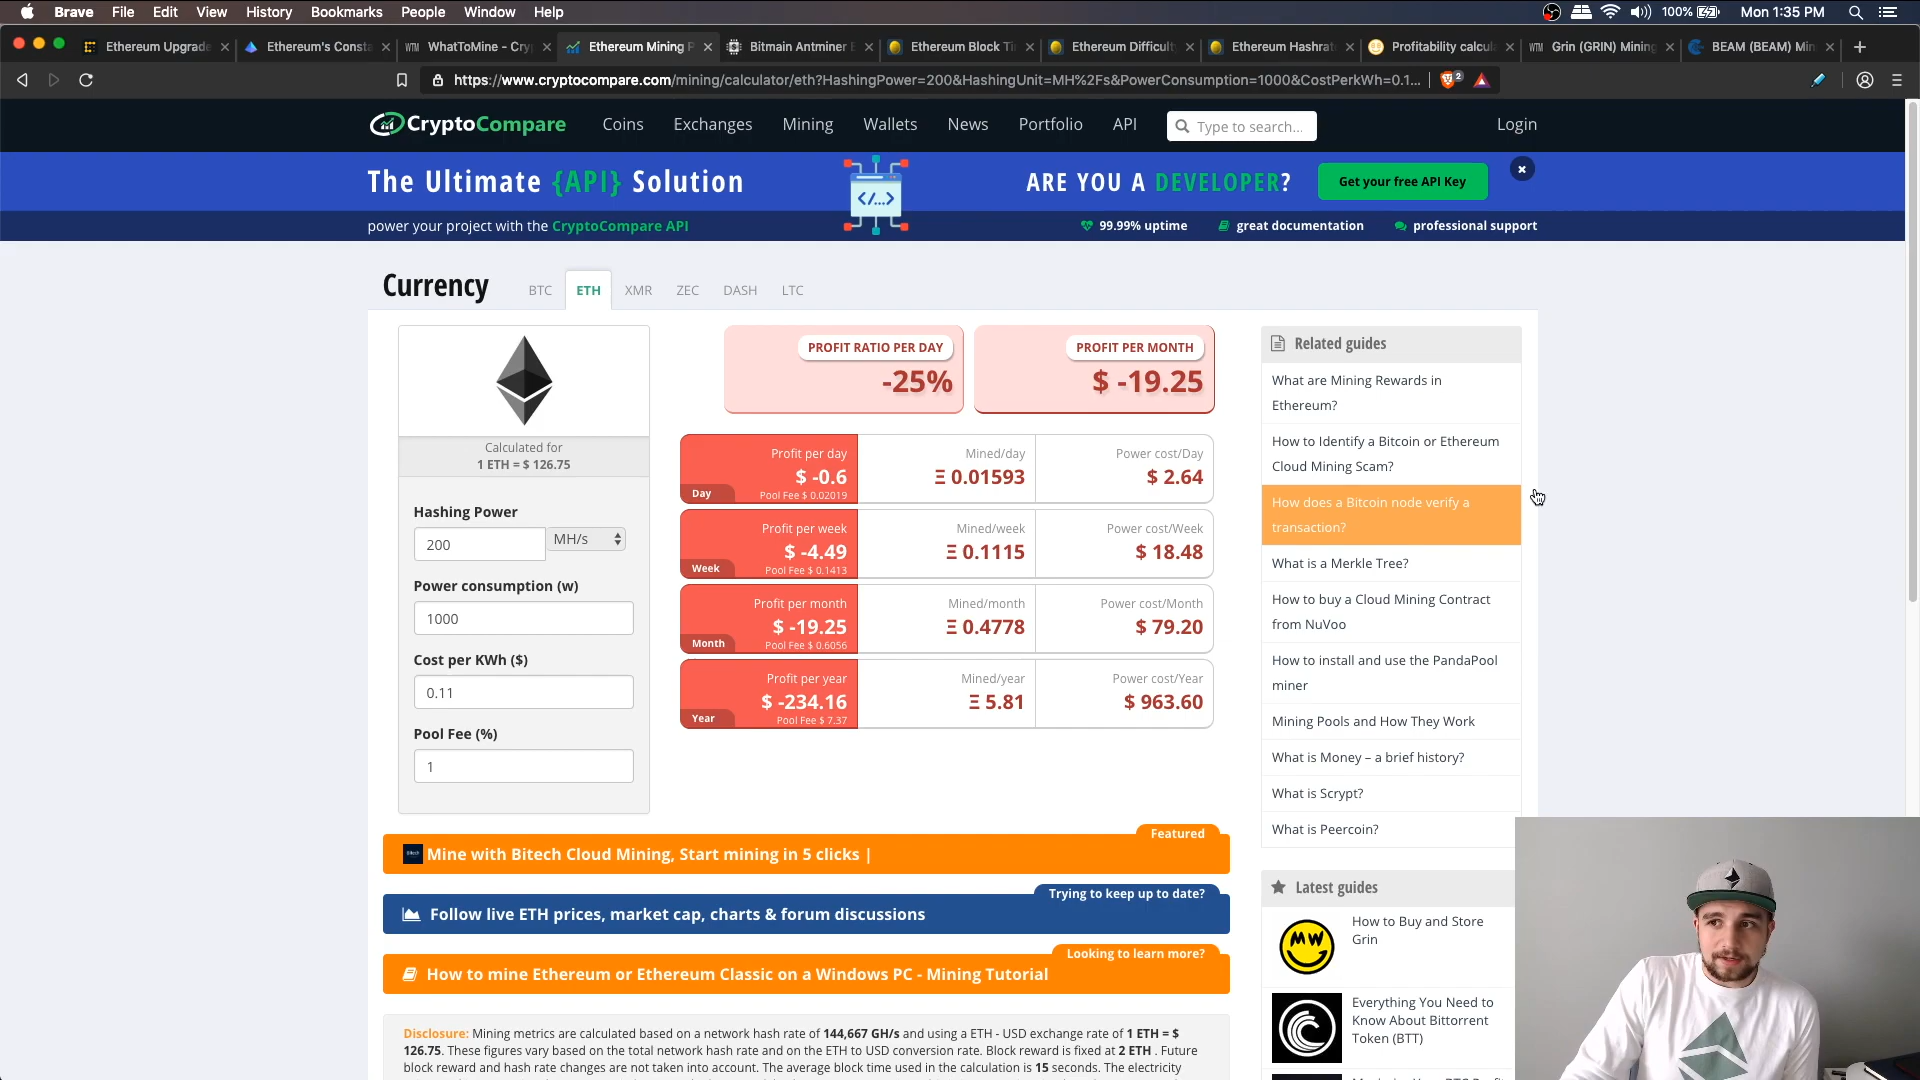 Brave File Edit View History Bookmarks People Window Help 100% Mon 1:35 PM
Ethereum Upgrade Ethereum's Consta WTM WhatToMine - Cry Ethereum Mining P Bitmain Antminer E Ethereum Block Ti Ethereum Difficult Ethereum Hashrat Profitability calcul WTM Grin (GRIN) Mining BEAM (BEAM) Min
https://www.cryptocompare.com/mining/calculator/eth?HashingPower=200&HashingUnit=MH%2Fs&PowerConsumption=1000&CostPerkWh=0.1... 2
CryptoCompare Coins Exchanges Mining Wallets News Portfolio API Type to search... Login
The Ultimate {API} Solution </...> ARE YOU A DEVELOPER? Get your free API Key
power your project with the CryptoCompare API 99.99% uptime great documentation professional support
Currency BTC ETH XMR ZEC DASH LTC
Calculated for
1 ETH = $ 126.75
Hashing Power
200 MH/s
Power consumption (w)
1000
Cost per KWh ($)
0.11
Pool Fee (%)
1
PROFIT RATIO PER DAY
-25%
PROFIT PER MONTH
$ -19.25
Profit per day Mined/day Power cost/Day
$ -0.6 Ξ 0.01593 $ 2.64
Day Pool Fee $ 0.02019
Profit per week Mined/week Power cost/Week
$ -4.49 Ξ 0.1115 $ 18.48
Week Pool Fee $ 0.1413
Profit per month Mined/month Power cost/Month
$ -19.25 Ξ 0.4778 $ 79.20
Month Pool Fee $ 0.6056
Profit per year Mined/year Power cost/Year
$ -234.16 Ξ 5.81 $ 963.60
Year Pool Fee $ 7.37
Featured
Mine with Bitech Cloud Mining, Start mining in 5 clicks |
Trying to keep up to date?
Follow live ETH prices, market cap, charts & forum discussions
Looking to learn more?
How to mine Ethereum or Ethereum Classic on a Windows PC - Mining Tutorial
Disclosure: Mining metrics are calculated based on a network hash rate of 144,667 GH/s and using a ETH - USD exchange rate of 1 ETH = $
126.75. These figures vary based on the total network hash rate and on the ETH to USD conversion rate. Block reward is fixed at 2 ETH . Future
block reward and hash rate changes are not taken into account. The average block time used in the calculation is 15 seconds. The electricity
Related guides
What are Mining Rewards in
Ethereum?
How to Identify a Bitcoin or Ethereum
Cloud Mining Scam?
How does a Bitcoin node verify a
transaction?
What is a Merkle Tree?
How to buy a Cloud Mining Contract
from NuVoo
How to install and use the PandaPool
miner
Mining Pools and How They Work
What is Money – a brief history?
What is Scrypt?
What is Peercoin?
Latest guides
MW
How to Buy and Store
Grin
Everything You Need to
Know About Bittorrent
Token (BTT)